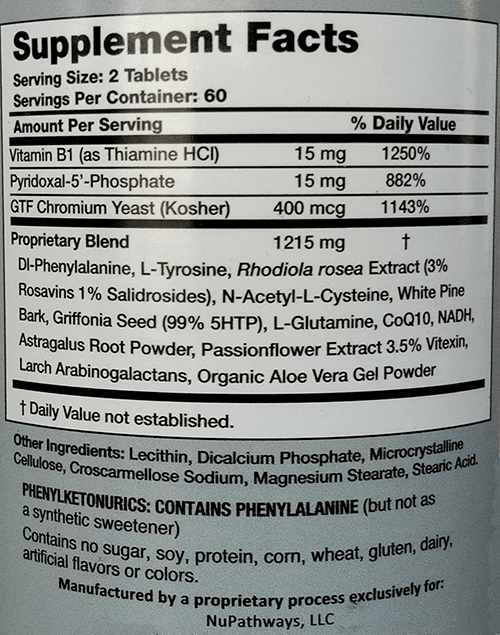 Supplement Facts
Serving Size: 2 Tablets
Servings Per Container: 60
Amount Per Serving % Daily Value
Vitamin B1 (as Thiamine HCl) 15 mg 1250%
Pyridoxal-5'-Phosphate 15 mg 882%
GTF Chromium Yeast (Kosher) 400 mcg 1143%
Proprietary Blend 1215 mg †
Dl-Phenylalanine, L-Tyrosine, Rhodiola rosea Extract (3%
Rosavins 1% Salidrosides), N-Acetyl-L-Cysteine, White Pine
Bark, Griffonia Seed (99% 5HTP), L-Glutamine, CoQ10, NADH,
Astragalus Root Powder, Passionflower Extract 3.5% Vitexin,
Larch Arabinogalactans, Organic Aloe Vera Gel Powder
† Daily Value not established.
Other Ingredients: Lecithin, Dicalcium Phosphate, Microcrystalline
Cellulose, Croscarmellose Sodium, Magnesium Stearate, Stearic Acid.
PHENYLKETONURICS: CONTAINS PHENYLALANINE (but not as
a synthetic sweetener)
Contains no sugar, soy, protein, corn, wheat, gluten, dairy,
artificial flavors or colors.
Manufactured by a proprietary process exclusively for:
NuPathways, LLC